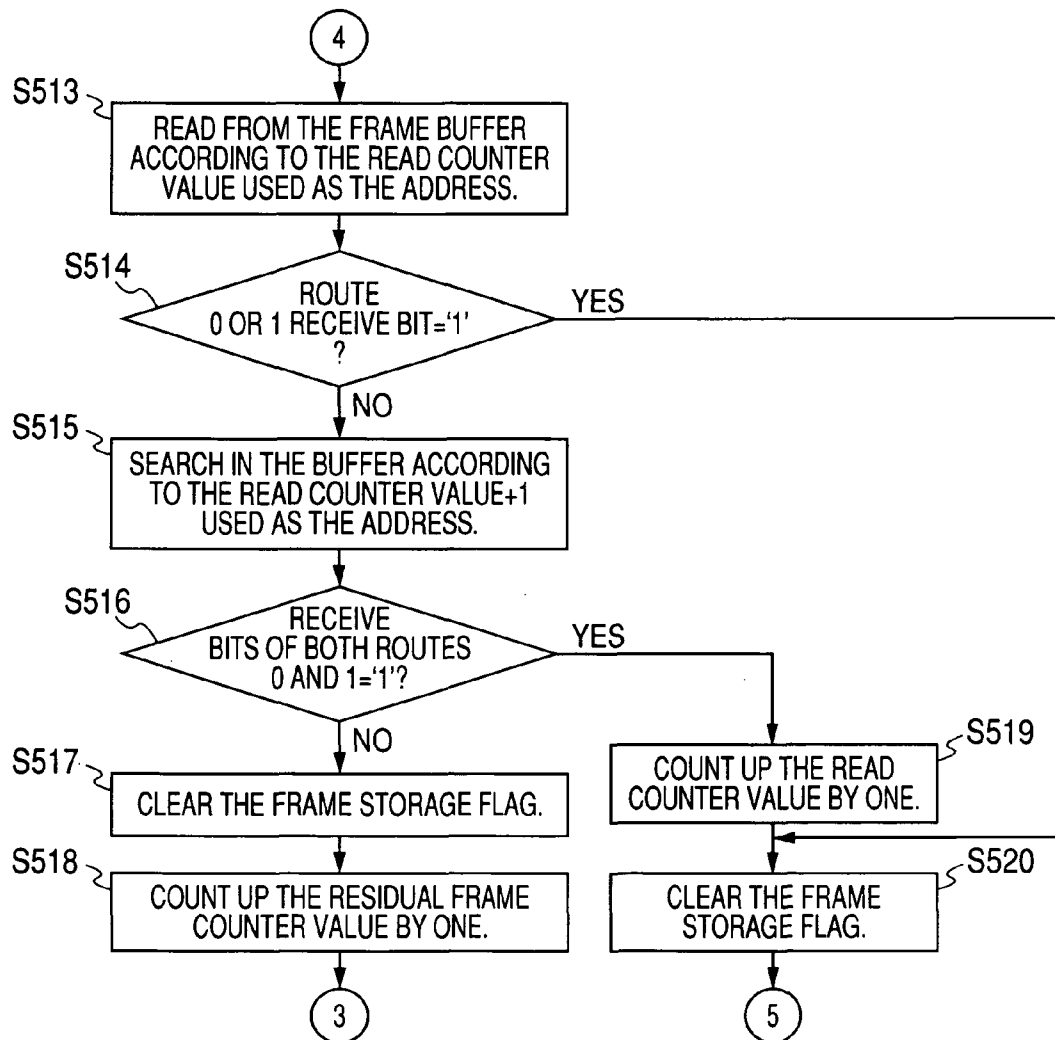 4
S513
READ FROM THE FRAME BUFFER
ACCORDING TO THE READ COUNTER
VALUE USED AS THE ADDRESS.
S514
ROUTE
0 OR 1 RECEIVE BIT='1'
?
YES
NO
S515
SEARCH IN THE BUFFER ACCORDING
TO THE READ COUNTER VALUE+1
USED AS THE ADDRESS.
S516
RECEIVE
BITS OF BOTH ROUTES
0 AND 1='1'?
YES
NO
S517
CLEAR THE FRAME STORAGE FLAG.
S519
COUNT UP THE READ
COUNTER VALUE BY ONE.
S518
COUNT UP THE RESIDUAL FRAME
COUNTER VALUE BY ONE.
S520
CLEAR THE FRAME
STORAGE FLAG.
3
5